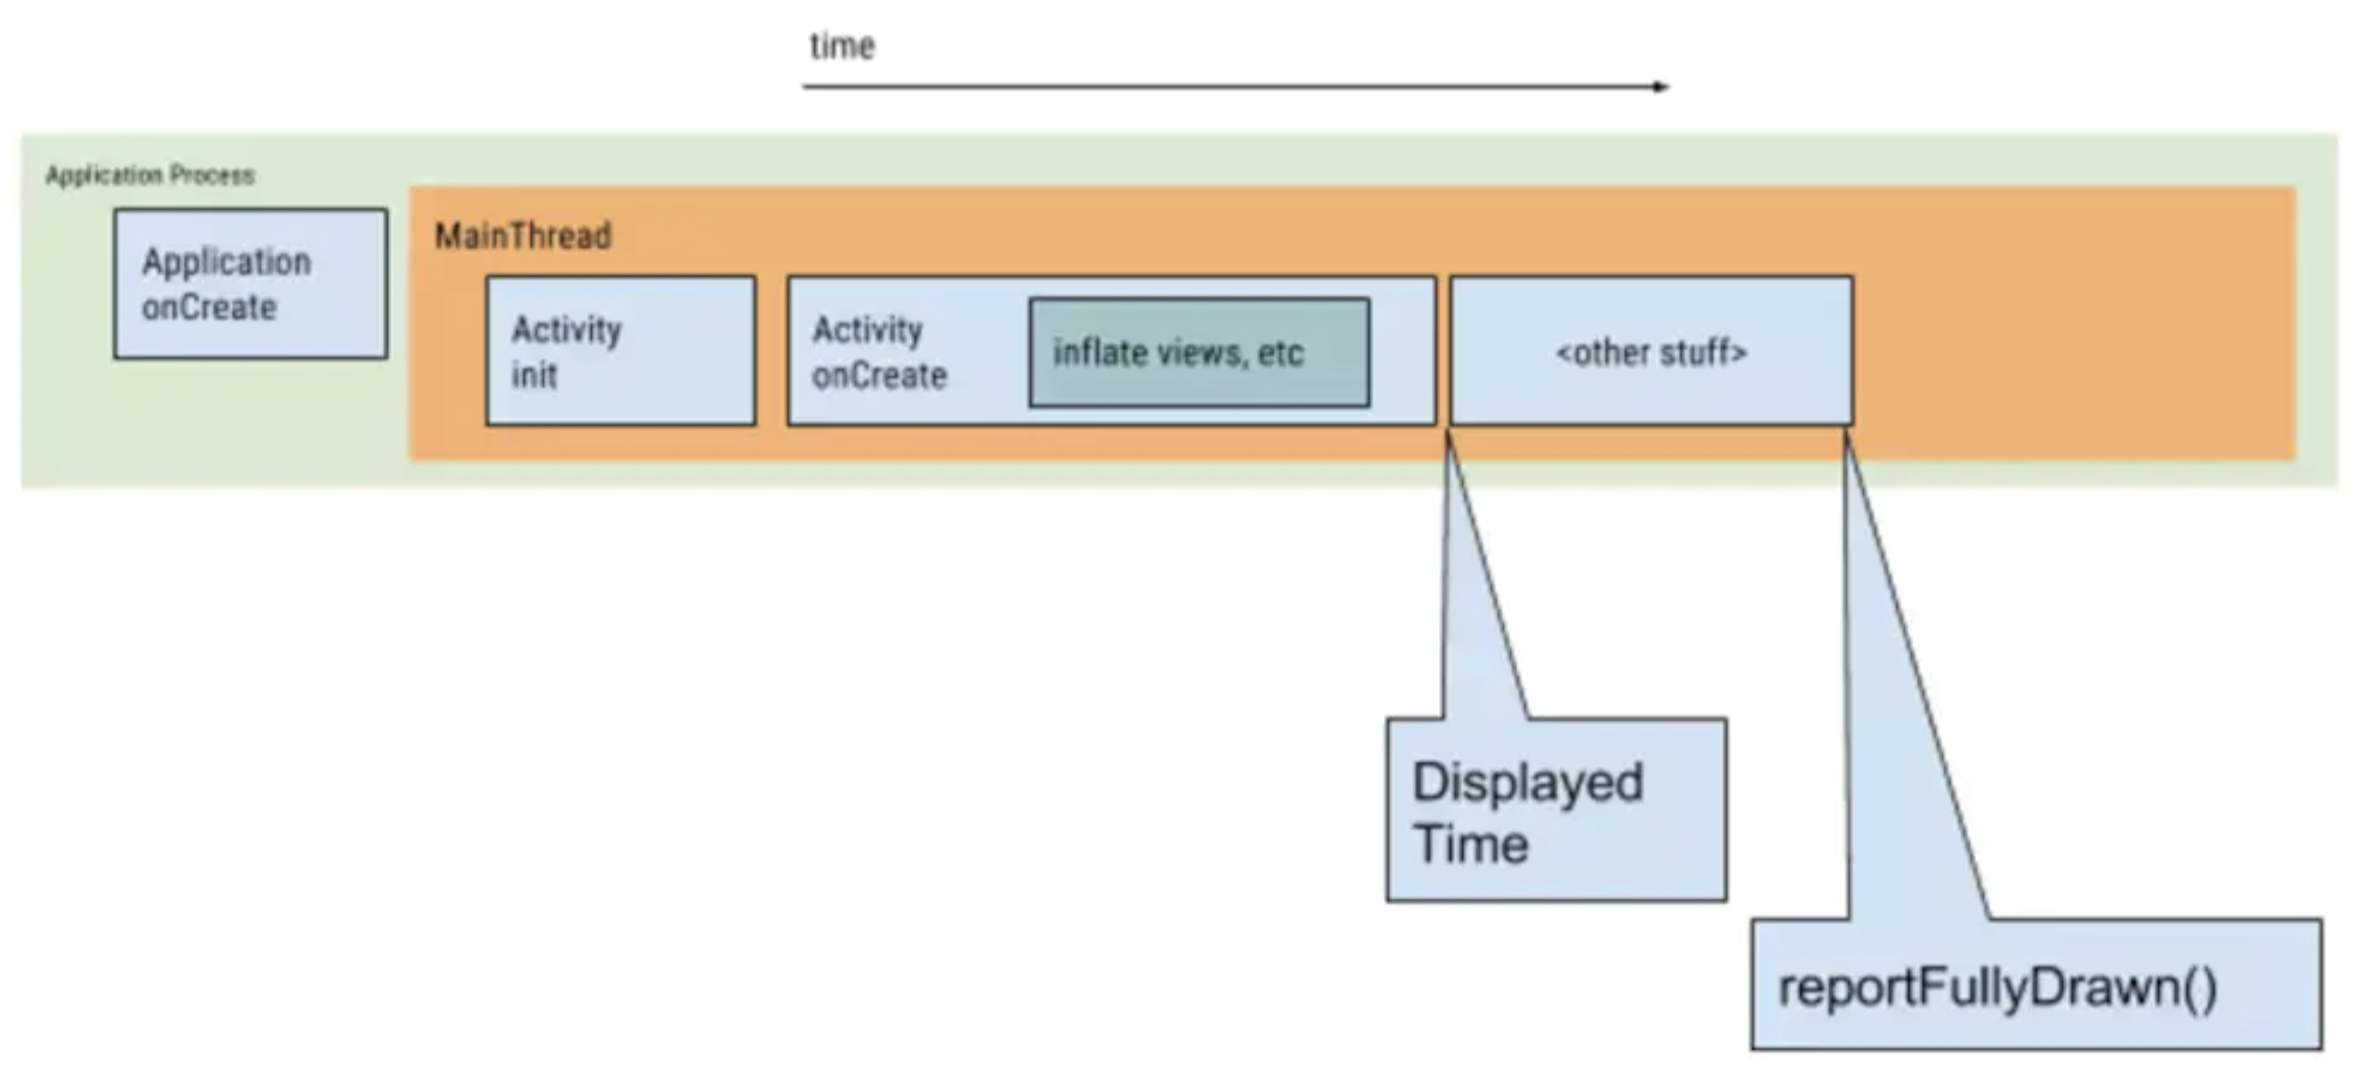 time
Application Process
Application
onCreate
MainThread
Activity
init
Activity
onCreate
inflate views, etc
<other stuff>
Displayed
Time
reportFullyDrawn()